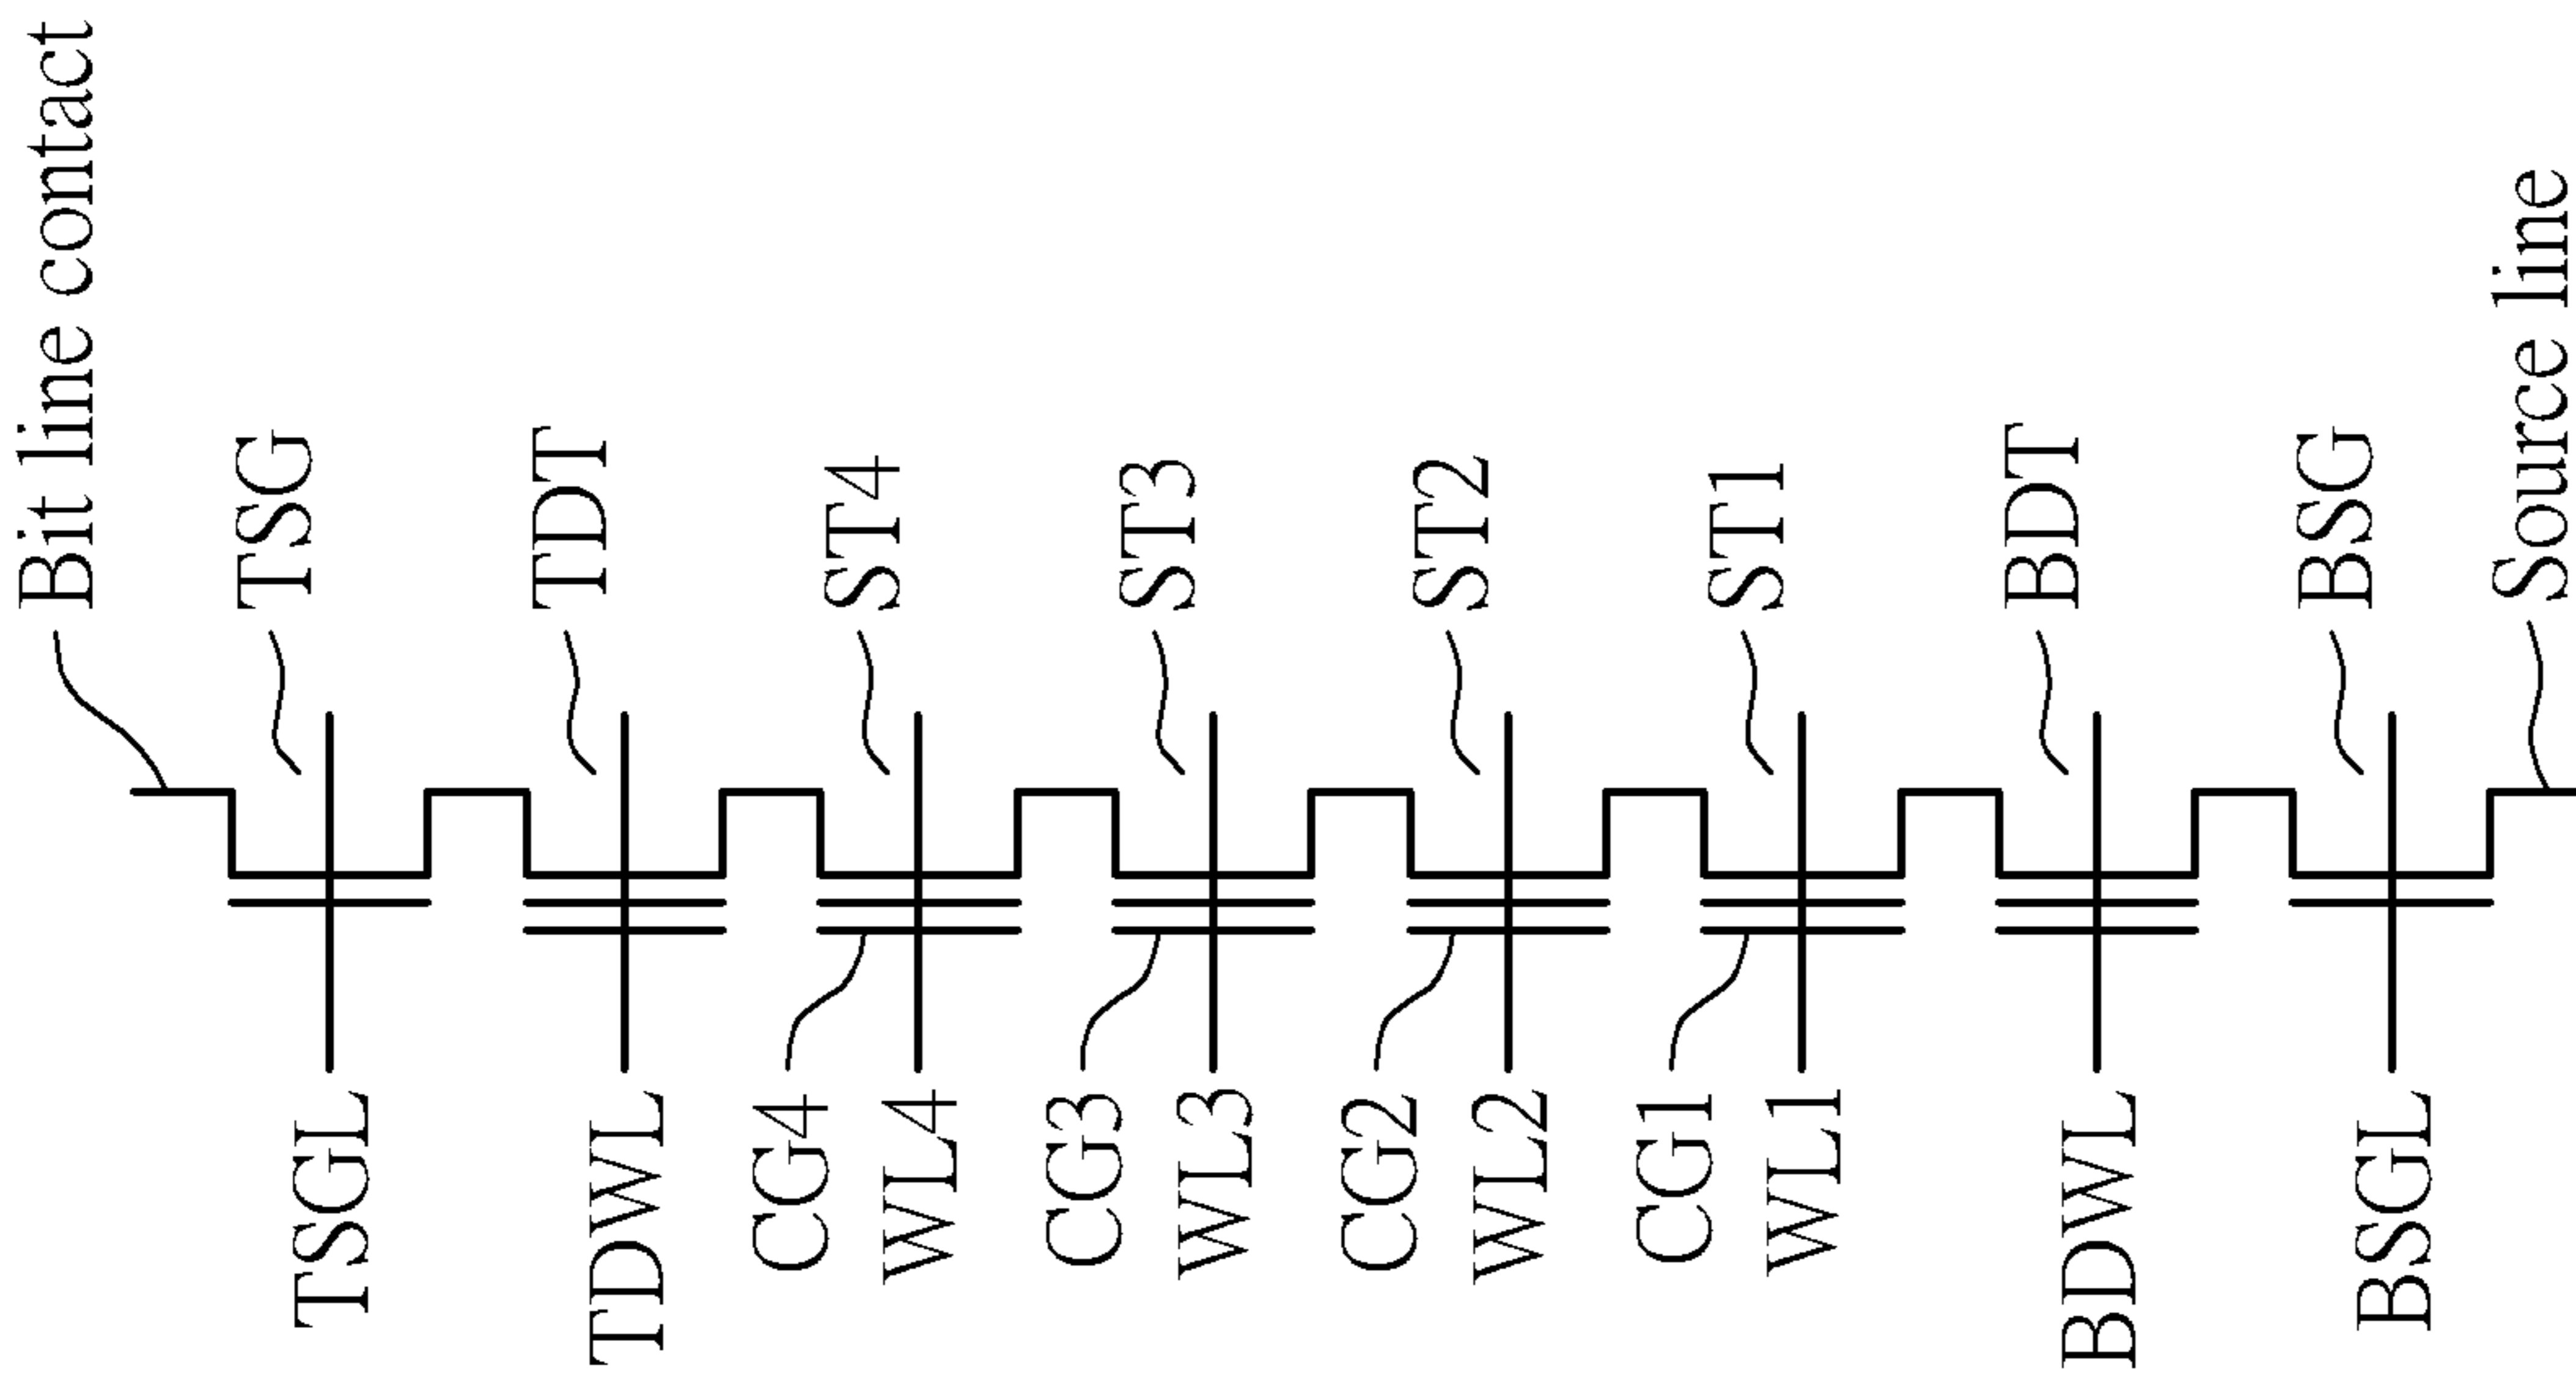 Bit line contact
TSG
TSGL
TDT
TDWL
ST4
CG4
WL4
ST3
CG3
WL3
ST2
CG2
WL2
ST1
CG1
WL1
BDT
BDWL
BSG
BSGL
Source line